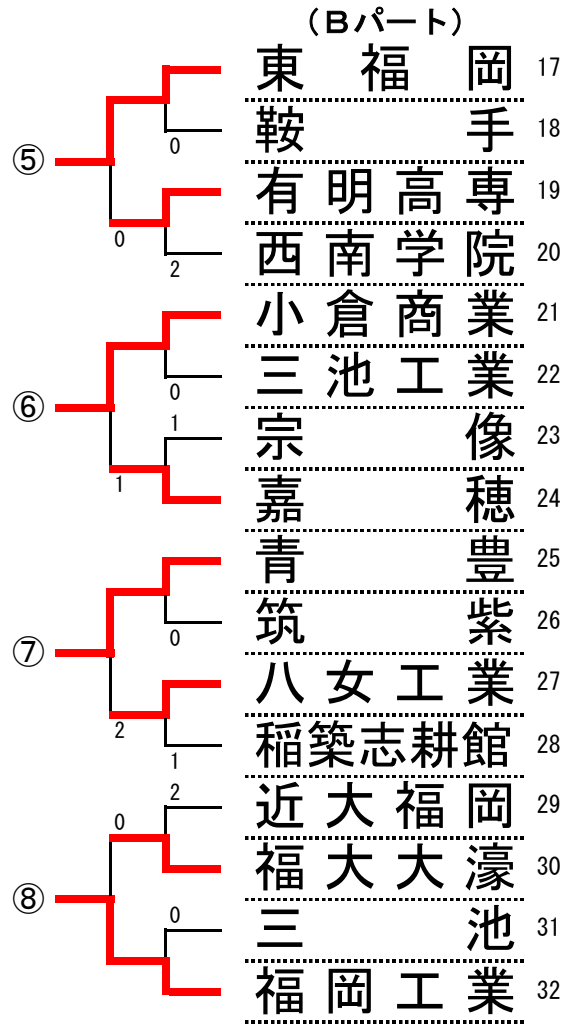 （Bパート）
東福岡 17
⑤ 鞍手 18
0
有明高専 19
0
西南学院 20
2
小倉商業 21
⑥ 三池工業 22
0
1
宗像 23
1
嘉穂 24
青豊 25
⑦ 筑紫 26
0
八女工業 27
2
稲築志耕館 28
1
2
近大福岡 29
0
福大大濠 30
⑧
0
三池 31
福岡工業 32